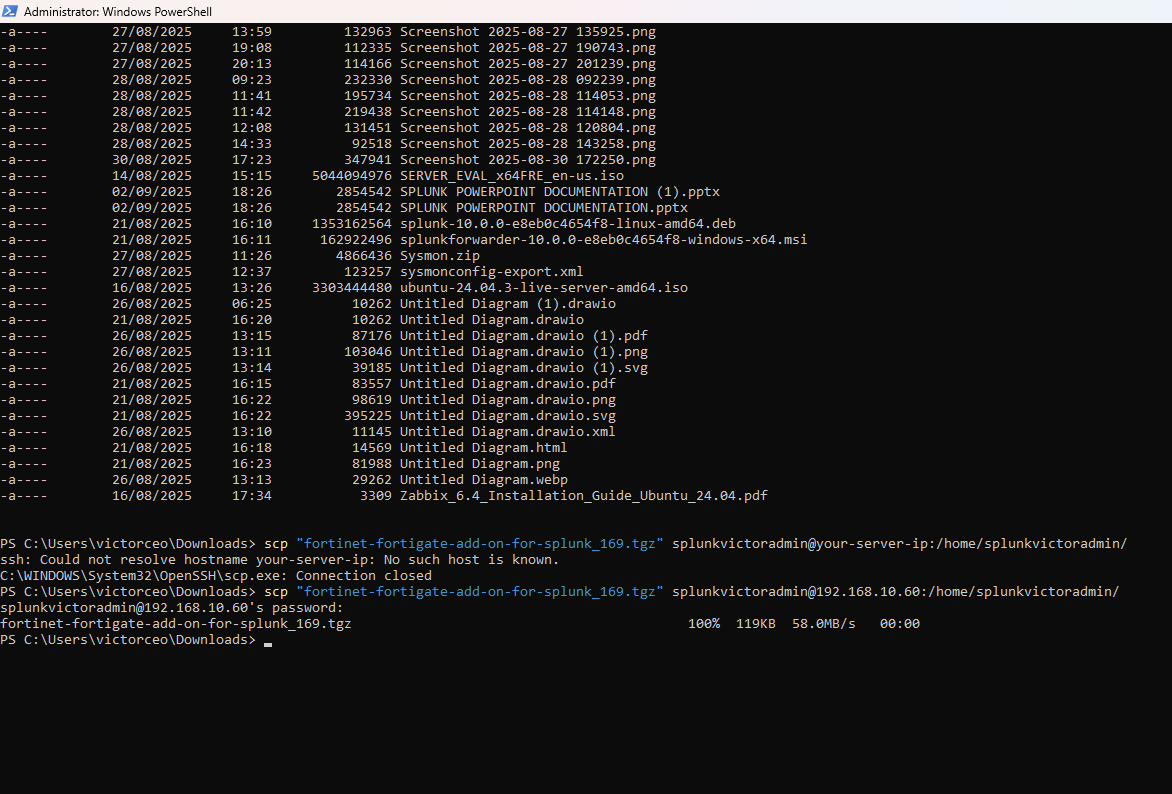 Administrator: Windows PowerShell
-a----        27/08/2025     13:59         132963 Screenshot 2025-08-27 135925.png
-a----        27/08/2025     19:08         112335 Screenshot 2025-08-27 190743.png
-a----        27/08/2025     20:13         114166 Screenshot 2025-08-27 201239.png
-a----        28/08/2025     09:23         232330 Screenshot 2025-08-28 092239.png
-a----        28/08/2025     11:41         195734 Screenshot 2025-08-28 114053.png
-a----        28/08/2025     11:42         219438 Screenshot 2025-08-28 114148.png
-a----        28/08/2025     12:08         131451 Screenshot 2025-08-28 120804.png
-a----        28/08/2025     14:33          92518 Screenshot 2025-08-28 143258.png
-a----        30/08/2025     17:23         347941 Screenshot 2025-08-30 172250.png
-a----        14/08/2025     15:15     5044094976 SERVER_EVAL_x64FRE_en-us.iso
-a----        02/09/2025     18:26        2854542 SPLUNK POWERPOINT DOCUMENTATION (1).pptx
-a----        02/09/2025     18:26        2854542 SPLUNK POWERPOINT DOCUMENTATION.pptx
-a----        21/08/2025     16:10     1353162564 splunk-10.0.0-e8eb0c4654f8-linux-amd64.deb
-a----        21/08/2025     16:11      162922496 splunkforwarder-10.0.0-e8eb0c4654f8-windows-x64.msi
-a----        27/08/2025     11:26        4866436 Sysmon.zip
-a----        27/08/2025     12:37         123257 sysmonconfig-export.xml
-a----        16/08/2025     13:26     3303444480 ubuntu-24.04.3-live-server-amd64.iso
-a----        26/08/2025     06:25          10262 Untitled Diagram (1).drawio
-a----        21/08/2025     16:20          10262 Untitled Diagram.drawio
-a----        26/08/2025     13:15          87176 Untitled Diagram.drawio (1).pdf
-a----        26/08/2025     13:11         103046 Untitled Diagram.drawio (1).png
-a----        26/08/2025     13:14          39185 Untitled Diagram.drawio (1).svg
-a----        21/08/2025     16:15          83557 Untitled Diagram.drawio.pdf
-a----        21/08/2025     16:22          98619 Untitled Diagram.drawio.png
-a----        21/08/2025     16:22         395225 Untitled Diagram.drawio.svg
-a----        26/08/2025     13:10          11145 Untitled Diagram.drawio.xml
-a----        21/08/2025     16:18          14569 Untitled Diagram.html
-a----        21/08/2025     16:23          81988 Untitled Diagram.png
-a----        26/08/2025     13:13          29262 Untitled Diagram.webp
-a----        16/08/2025     17:34           3309 Zabbix_6.4_Installation_Guide_Ubuntu_24.04.pdf
PS C:\Users\victorceo\Downloads> scp "fortinet-fortigate-add-on-for-splunk_169.tgz" splunkvictoradmin@your-server-ip:/home/splunkvictoradmin/
ssh: Could not resolve hostname your-server-ip: No such host is known.
C:\WINDOWS\System32\OpenSSH\scp.exe: Connection closed
PS C:\Users\victorceo\Downloads> scp "fortinet-fortigate-add-on-for-splunk_169.tgz" splunkvictoradmin@192.168.10.60:/home/splunkvictoradmin/
splunkvictoradmin@192.168.10.60's password:
fortinet-fortigate-add-on-for-splunk_169.tgz                                          100%  119KB  58.0MB/s   00:00
PS C:\Users\victorceo\Downloads>